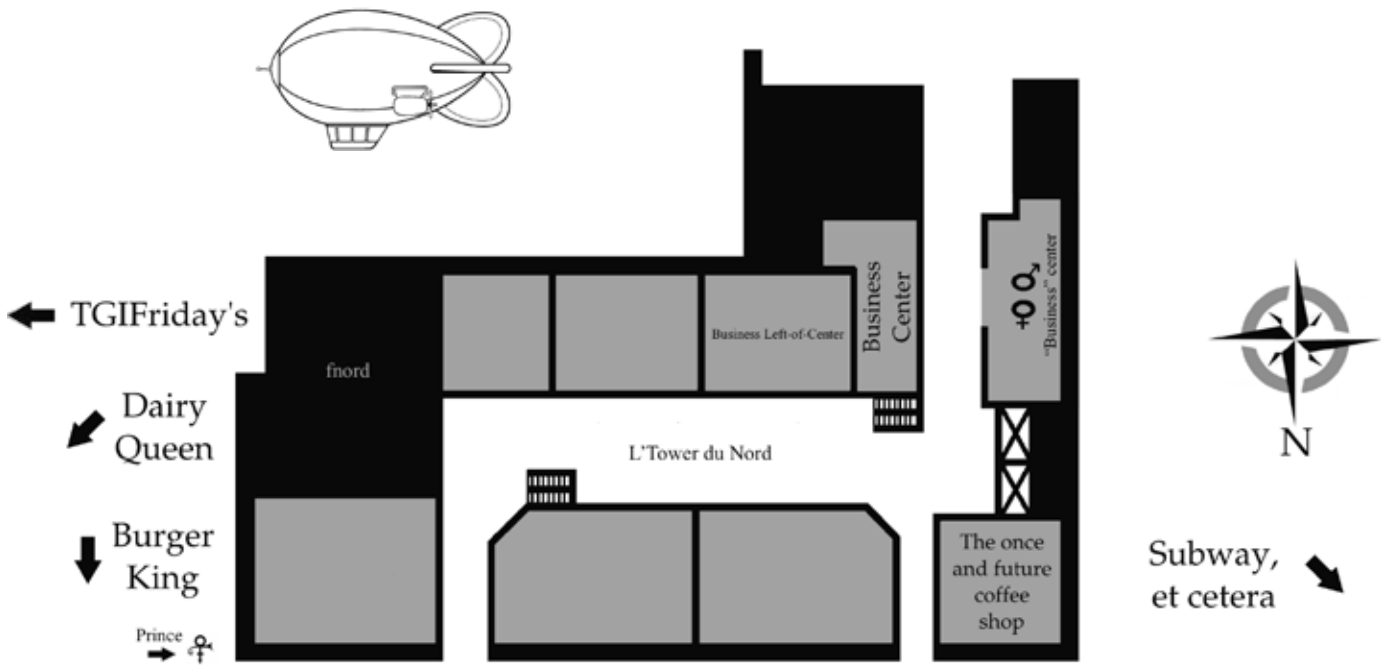 TGIFriday's
fnord
Dairy
Queen
Burger
King
Prince
Business Left-of-Center
Business
Center
"Business" center
L'Tower du Nord
The once
and future
coffee
shop
N
Subway,
et cetera